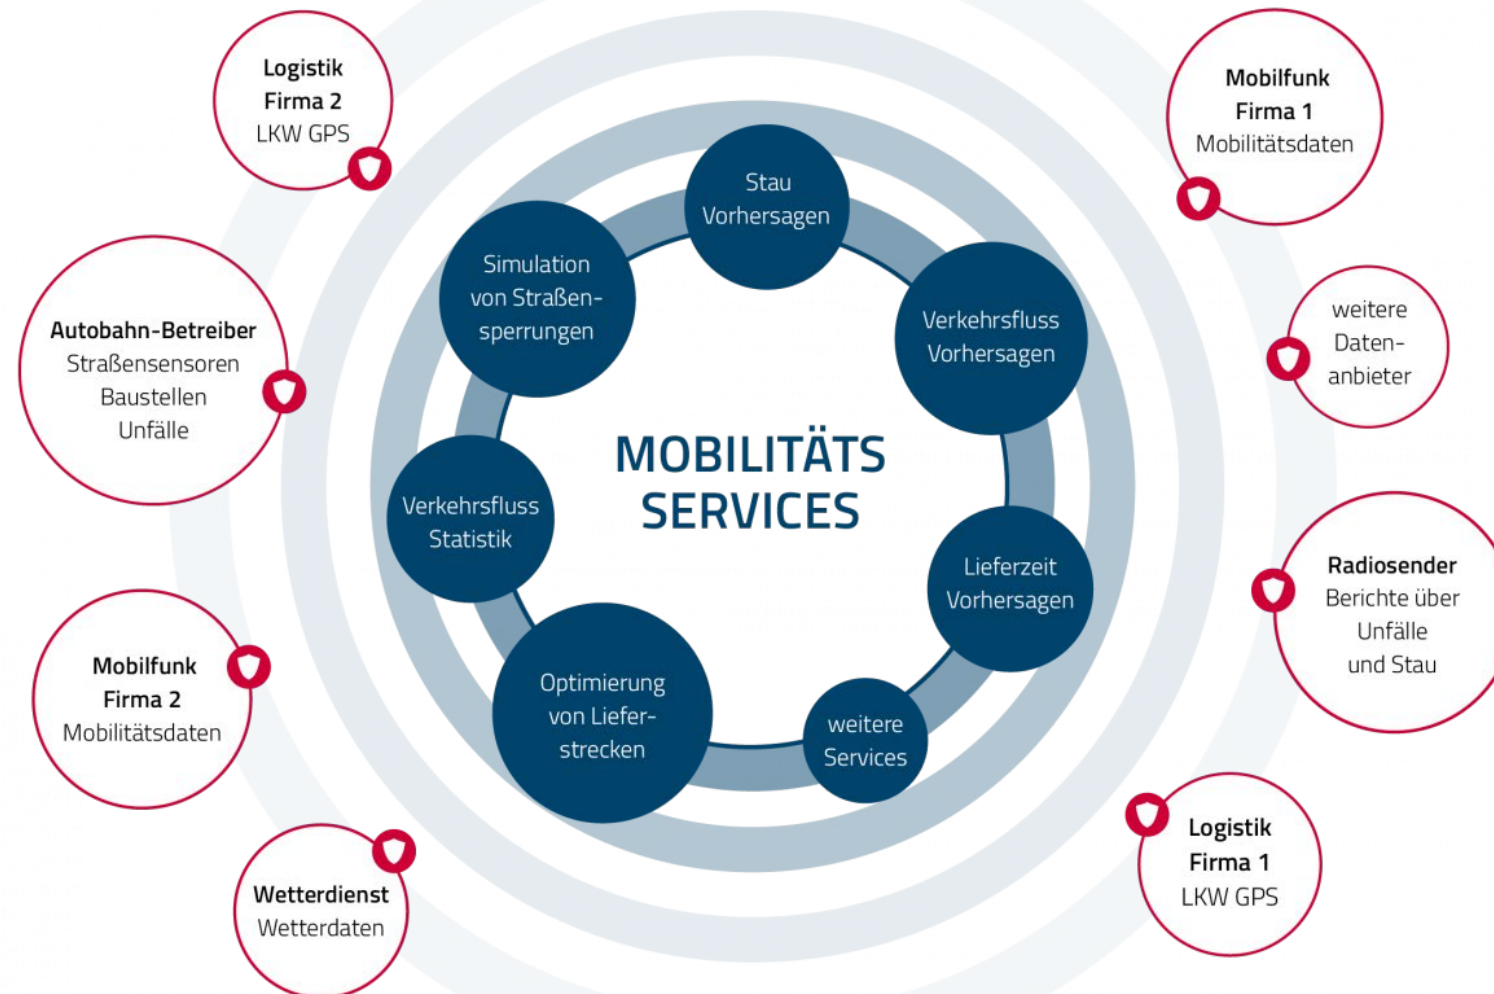 Logistik
Firma 2
LKW GPS
Mobilfunk
Firma 1
Mobilitätsdaten
Stau
Vorhersagen
Simulation
von Straßen-
sperrungen
Verkehrsfluss
Vorhersagen
weitere
Daten-
anbieter
Autobahn-Betreiber
Straßensensoren
Baustellen
Unfälle
MOBILITÄTS
SERVICES
Verkehrsfluss
Statistik
Lieferzeit
Vorhersagen
Radiosender
Berichte über
Unfälle
und Stau
Mobilfunk
Firma 2
Mobilitätsdaten
Optimierung
von Liefer-
strecken
weitere
Services
Logistik
Firma 1
LKW GPS
Wetterdienst
Wetterdaten